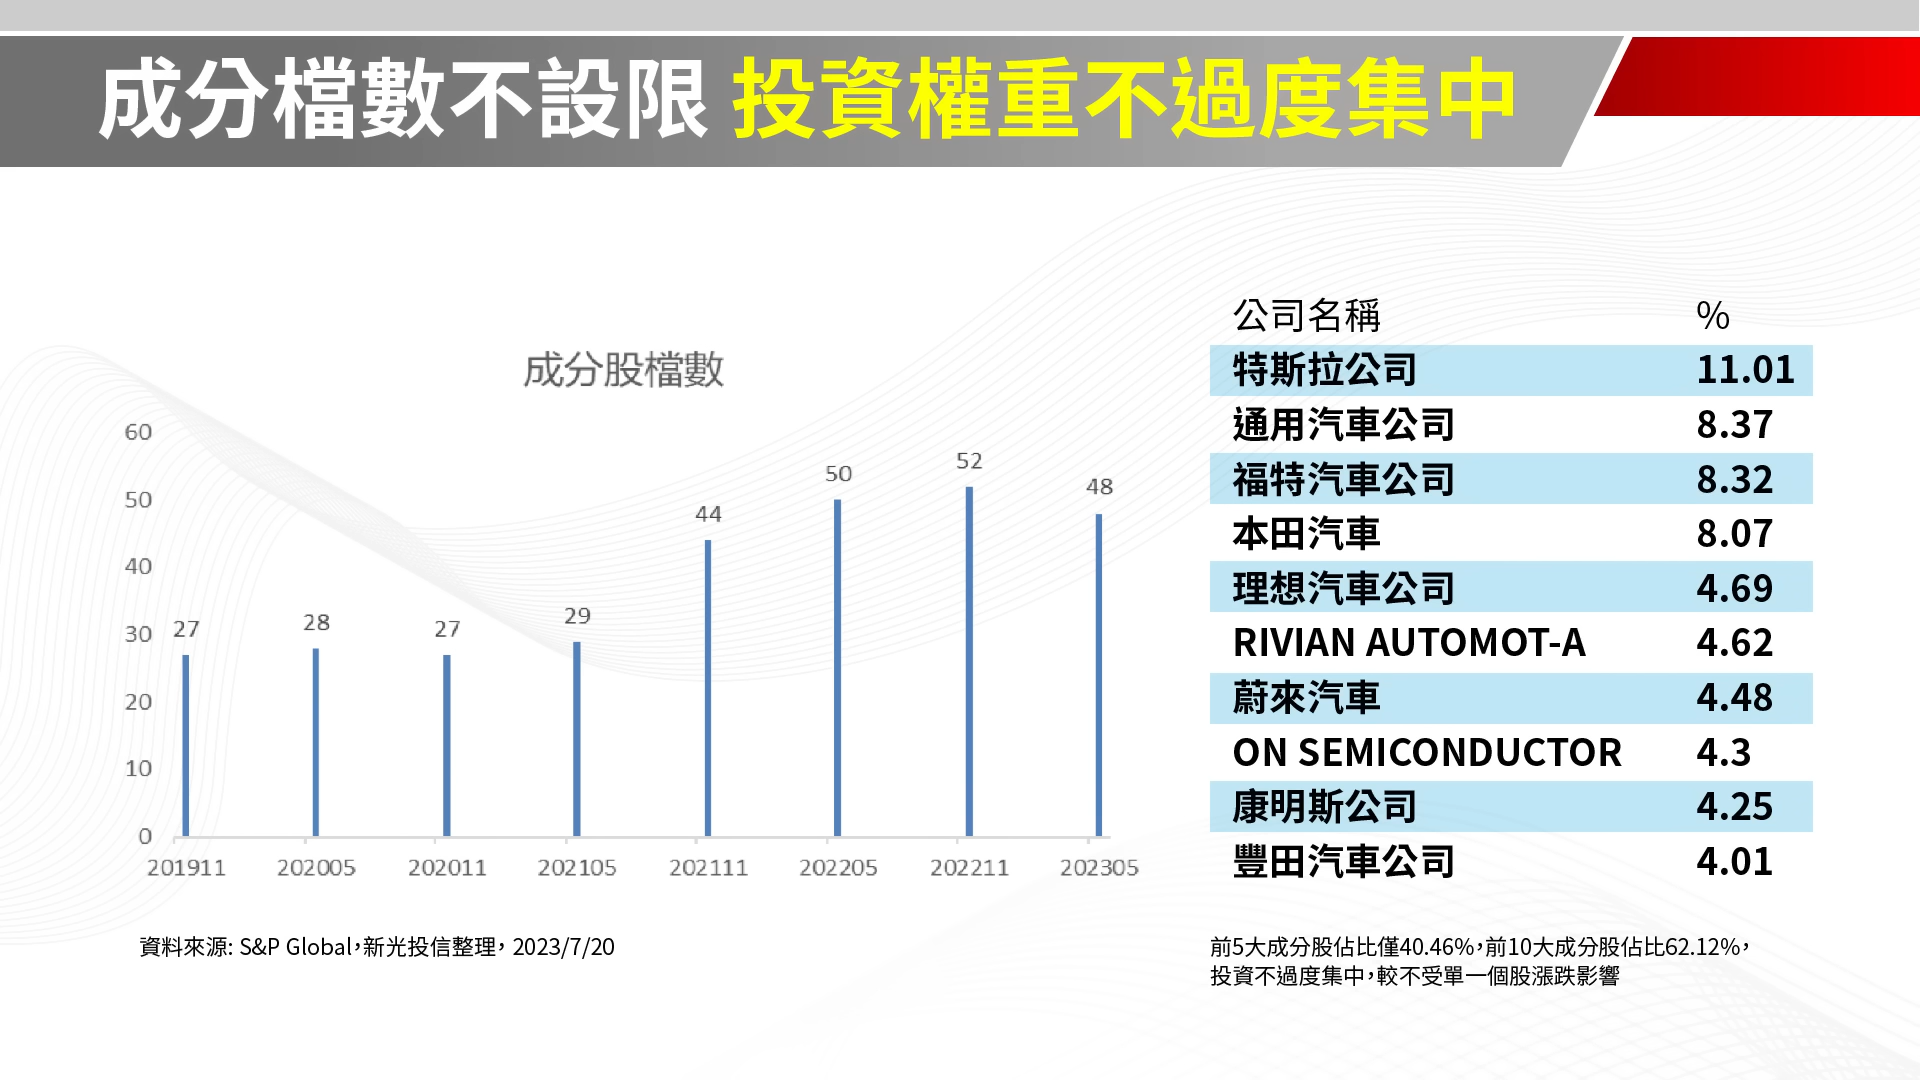 成分檔數不設限 投資權重不過度集中
成分股檔數
60
50
40
30
20
10
0
27
28
27
29
44
50
52
48
201911
202005
202011
202105
202111
202205
202211
202305
資料來源: S&P Global，新光投信整理， 2023/7/20
公司名稱 %
特斯拉公司 11.01
通用汽車公司 8.37
福特汽車公司 8.32
本田汽車 8.07
理想汽車公司 4.69
RIVIAN AUTOMOT-A 4.62
蔚來汽車 4.48
ON SEMICONDUCTOR 4.3
康明斯公司 4.25
豐田汽車公司 4.01
前5大成分股佔比僅40.46%，前10大成分股佔比62.12%，
投資不過度集中，較不受單一個股漲跌影響